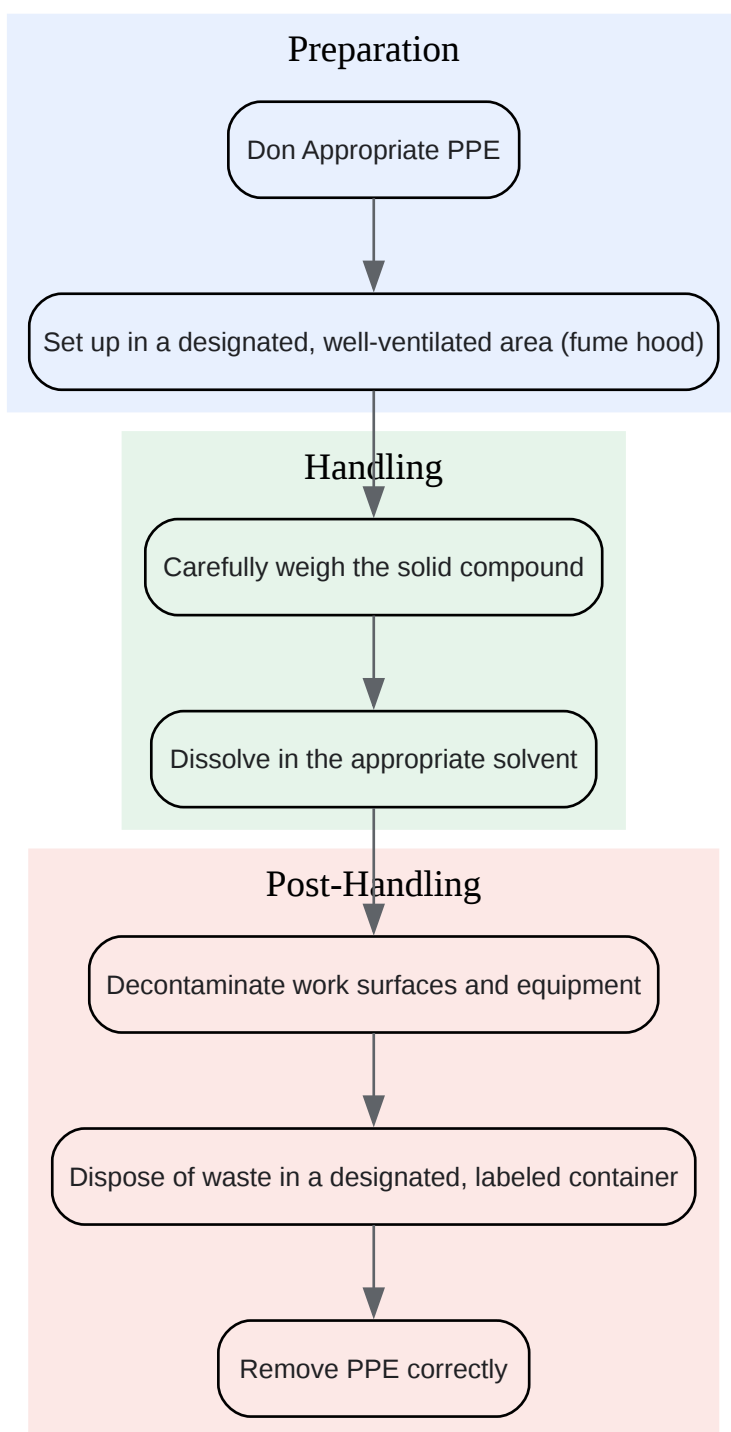 Preparation
Don Appropriate PPE
Set up in a designated, well-ventilated area (fume hood)
Handling
Carefully weigh the solid compound
Dissolve in the appropriate solvent
Post-Handling
Decontaminate work surfaces and equipment
Dispose of waste in a designated, labeled container
Remove PPE correctly